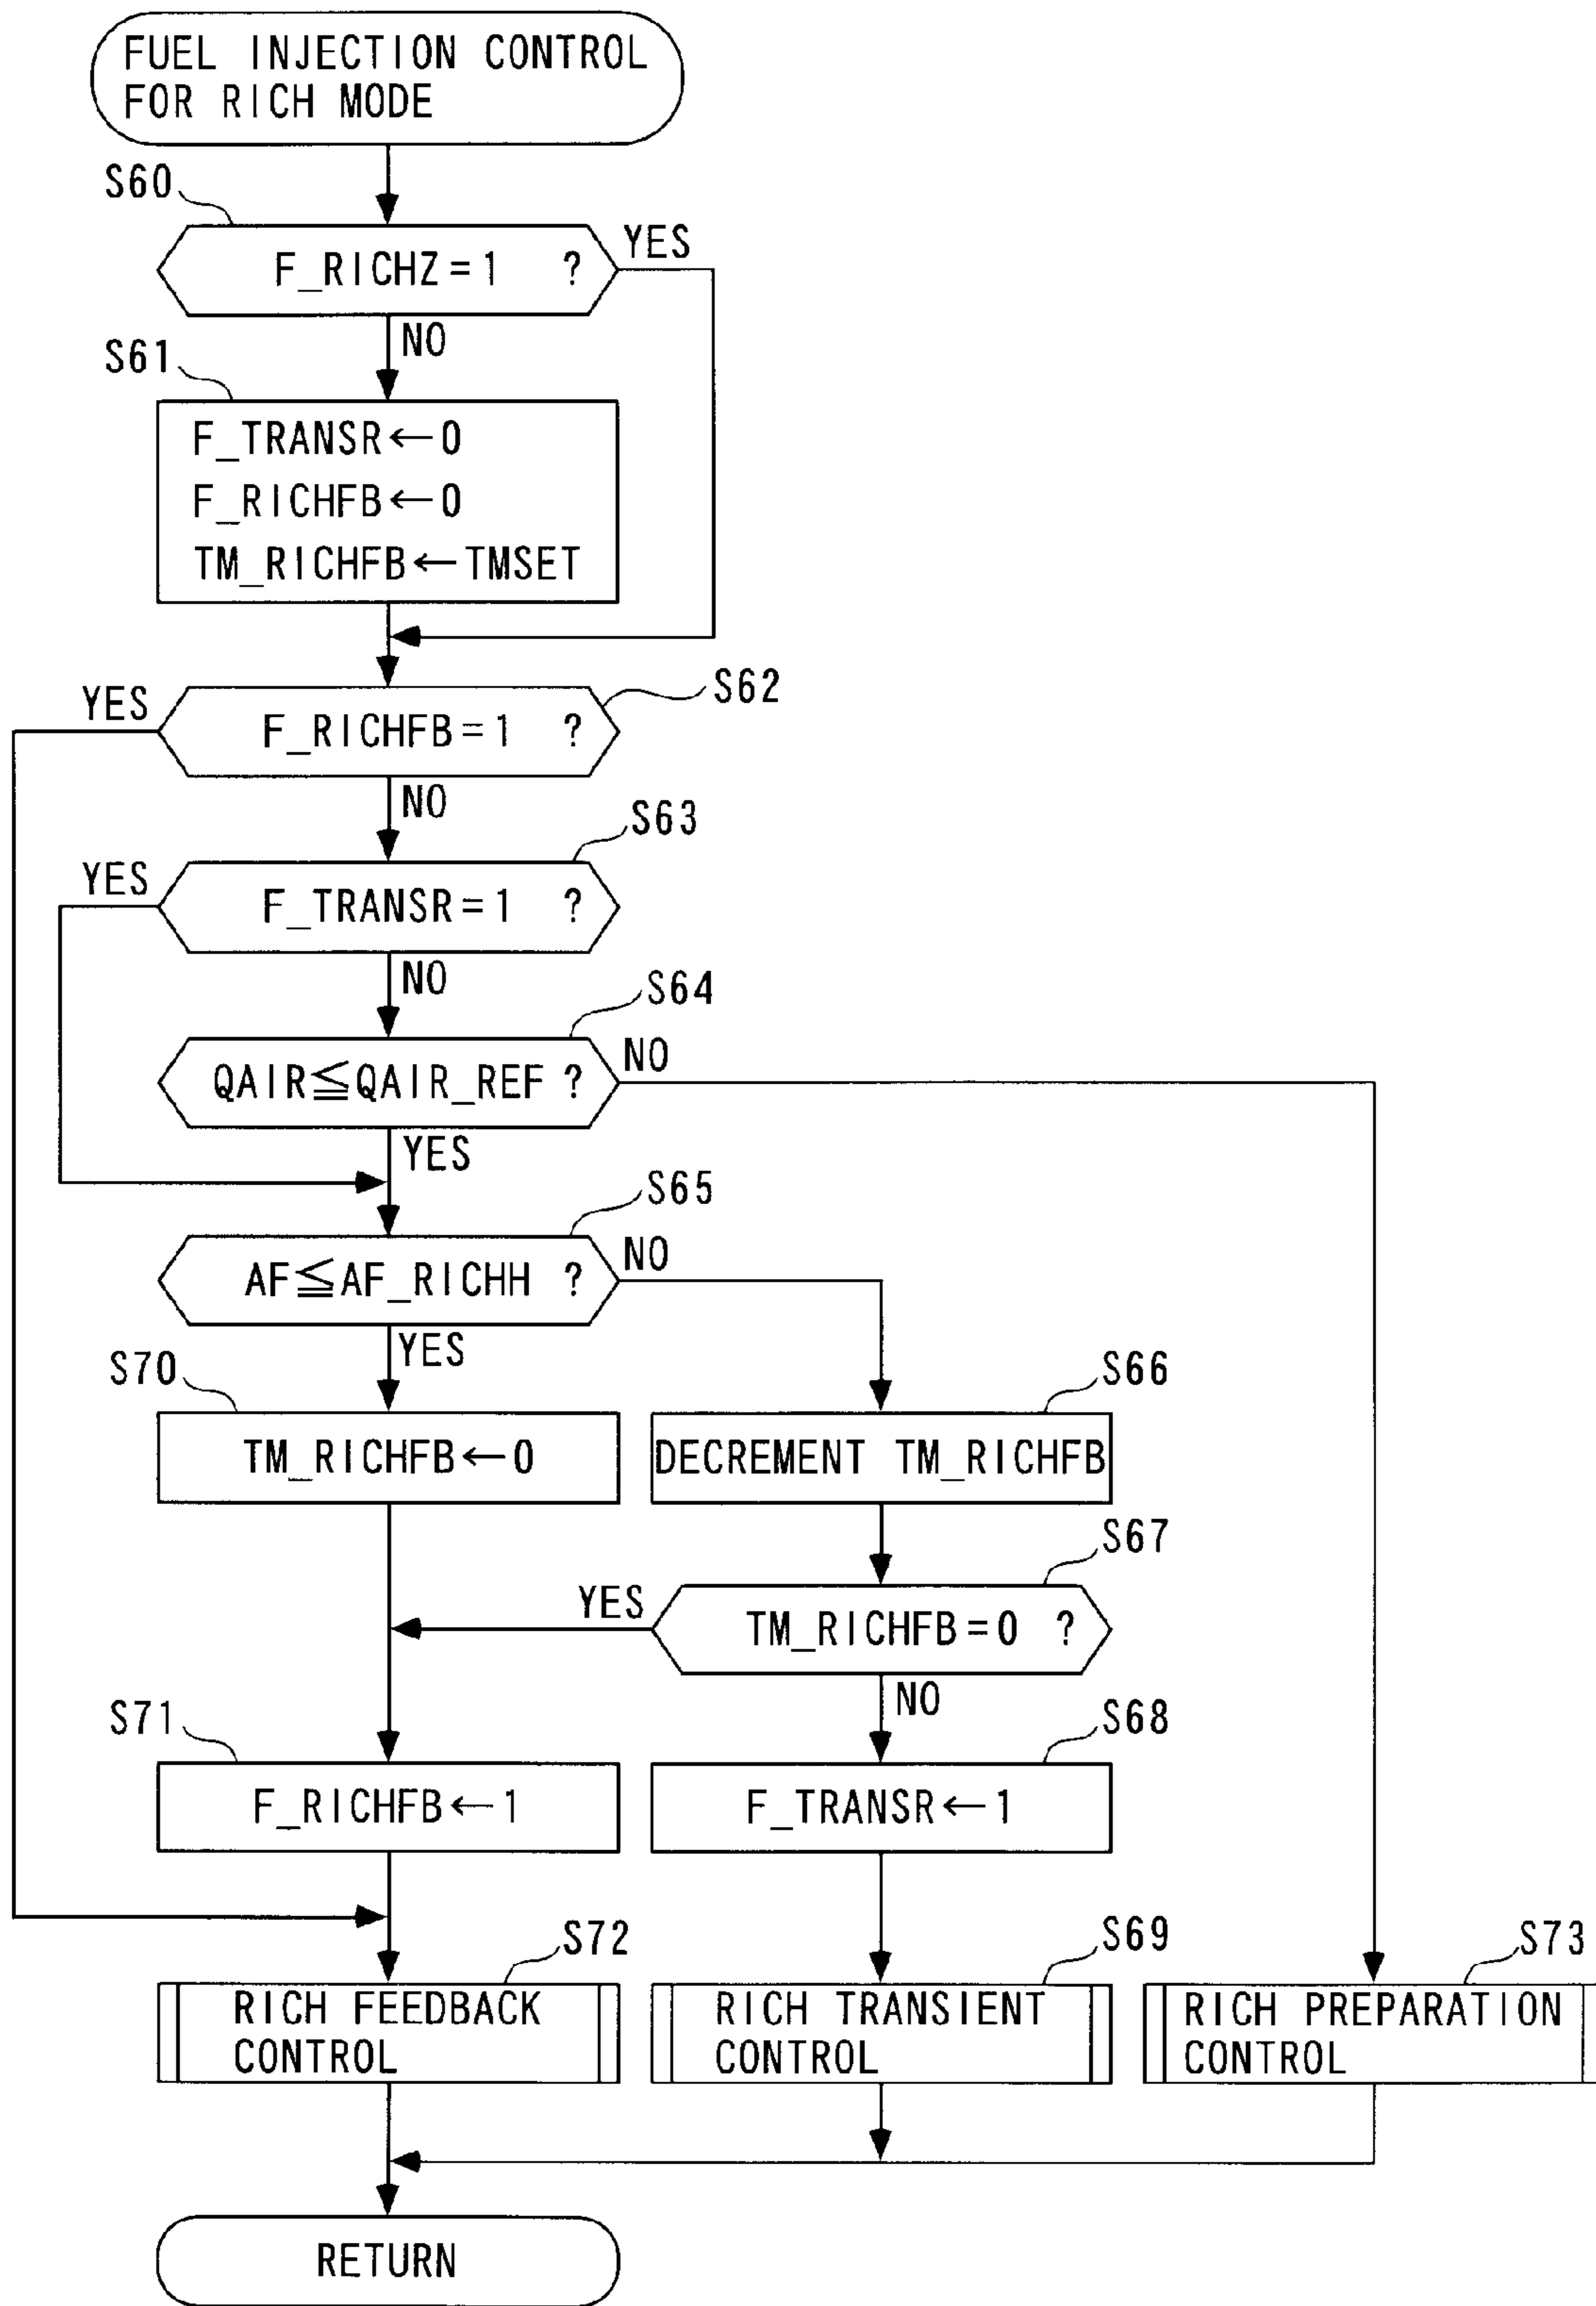 FUEL INJECTION CONTROL
FOR RICH MODE
S60
F_RICHZ=1 ?
YES
NO
S61
F_TRANSR←0
F_RICHFB←0
TM_RICHFB←TMSET
S62
YES
F_RICHFB=1 ?
NO
S63
YES
F_TRANSR=1 ?
NO
S64
QAIR≦QAIR_REF ?
NO
YES
S65
AF≦AF_RICHH ?
NO
YES
S70
S66
TM_RICHFB←0
DECREMENT TM_RICHFB
S67
YES
TM_RICHFB=0 ?
NO
S71
S68
F_RICHFB←1
F_TRANSR←1
S72
S69
S73
RICH FEEDBACK
CONTROL
RICH TRANSIENT
CONTROL
RICH PREPARATION
CONTROL
RETURN